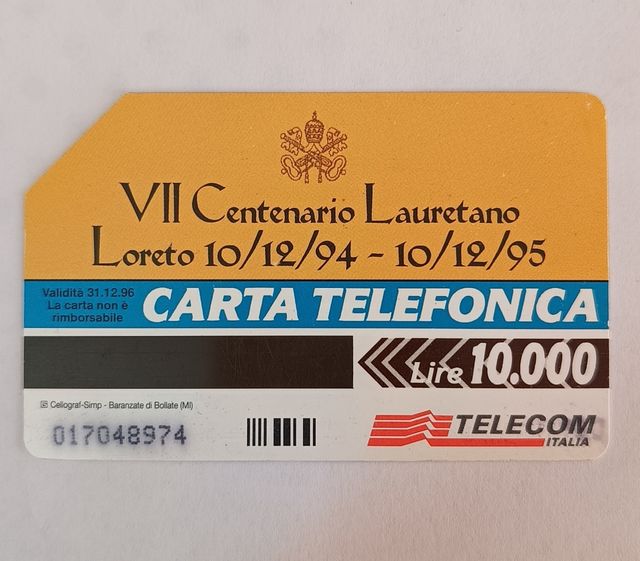 VII Centenario Lauretano
Loreto 10/12/94 - 10/12/95
Validità 31.12.96
La carta non è
rimborsabile
CARTA TELEFONICA
Lire 10.000
Celiograf-Simp - Baranzate di Bollate (MI)
017048974
TELECOM
ITALIA